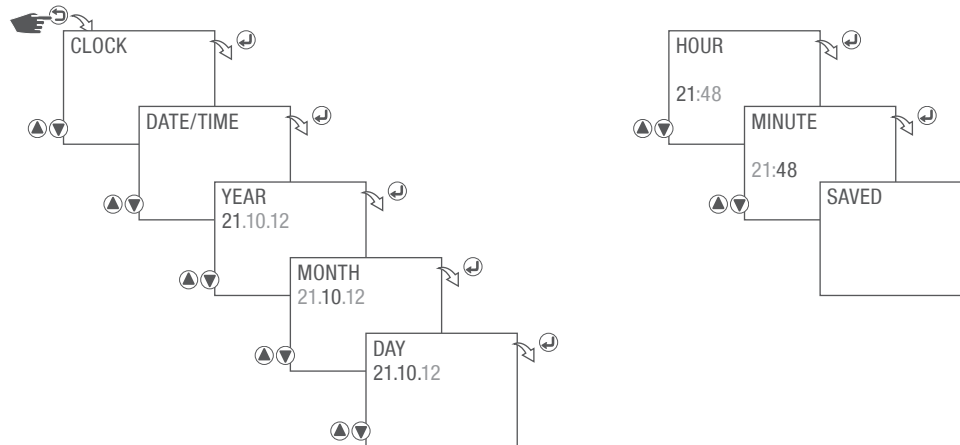 CLOCK
DATE/TIME
YEAR
21.10.12
MONTH
21.10.12
DAY
21.10.12
HOUR
21:48
MINUTE
21:48
SAVED